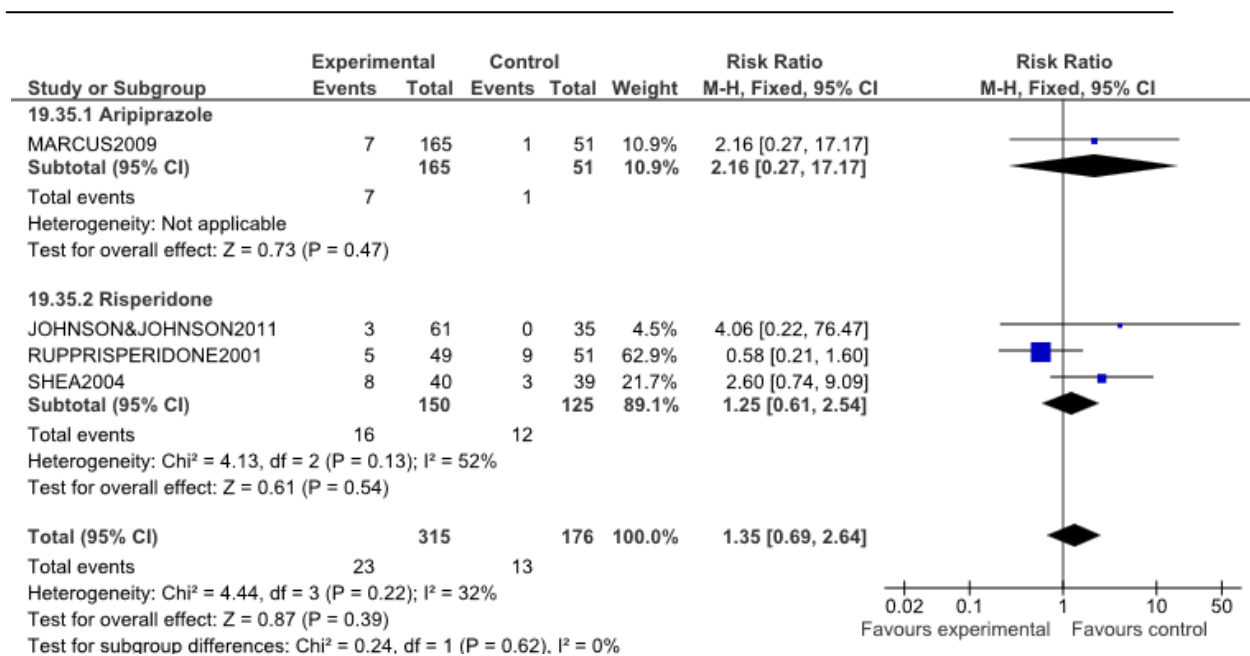 Experimental Control Risk Ratio Risk Ratio
Study or Subgroup Events Total Events Total Weight M-H, Fixed, 95% CI M-H, Fixed, 95% CI
19.35.1 Aripiprazole
MARCUS2009 7 165 1 51 10.9% 2.16 [0.27, 17.17]
Subtotal (95% CI) 165 51 10.9% 2.16 [0.27, 17.17]
Total events 7 1
Heterogeneity: Not applicable
Test for overall effect: Z = 0.73 (P = 0.47)
19.35.2 Risperidone
JOHNSON&JOHNSON2011 3 61 0 35 4.5% 4.06 [0.22, 76.47]
RUPPRISPERIDONE2001 5 49 9 51 62.9% 0.58 [0.21, 1.60]
SHEA2004 8 40 3 39 21.7% 2.60 [0.74, 9.09]
Subtotal (95% CI) 150 125 89.1% 1.25 [0.61, 2.54]
Total events 16 12
Heterogeneity: Chi² = 4.13, df = 2 (P = 0.13); I² = 52%
Test for overall effect: Z = 0.61 (P = 0.54)
Total (95% CI) 315 176 100.0% 1.35 [0.69, 2.64]
Total events 23 13
Heterogeneity: Chi² = 4.44, df = 3 (P = 0.22); I² = 32%
Test for overall effect: Z = 0.87 (P = 0.39)
Test for subgroup differences: Chi² = 0.24, df = 1 (P = 0.62), I² = 0%
0.02 0.1 1 10 50
Favours experimental Favours control